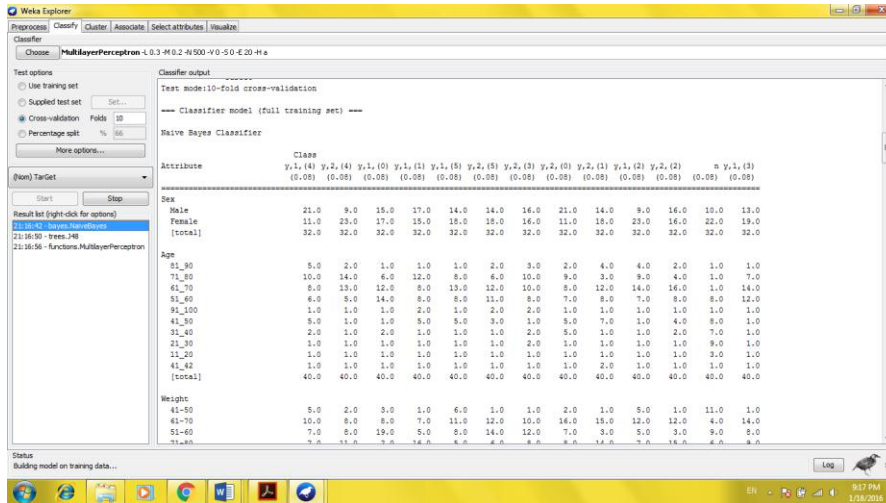 Weka Explorer
Preprocess Classify Cluster Associate Select attributes Visualize
Classifier
Choose MultilayerPerceptron -L 0.3 -M 0.2 -N 500 -V 0 -S 0 -E 20 -H a
Test options
Use training set
Supplied test set Set...
Cross-validation Folds 10
Percentage split % 66
More options...
(Nom) TarGet
Start Stop
Result list (right-click for options)
21:16:42 - bayes.NaiveBayes
21:16:50 - trees.J48
21:16:56 - functions.MultilayerPerceptron
Classifier output
Test mode:10-fold cross-validation
=== Classifier model (full training set) ===
Naive Bayes Classifier
Class
Attribute y,1,(4) y,2,(4) y,1,(0) y,1,(1) y,1,(5) y,2,(5) y,2,(3) y,2,(0) y,2,(1) y,1,(2) y,2,(2) n y,1,(3)
(0.08) (0.08) (0.08) (0.08) (0.08) (0.08) (0.08) (0.08) (0.08) (0.08) (0.08) (0.08) (0.08)
Sex
Male 21.0 9.0 15.0 17.0 14.0 14.0 16.0 21.0 14.0 9.0 16.0 10.0 13.0
Female 11.0 23.0 17.0 15.0 18.0 18.0 16.0 11.0 18.0 23.0 16.0 22.0 19.0
[total] 32.0 32.0 32.0 32.0 32.0 32.0 32.0 32.0 32.0 32.0 32.0 32.0 32.0
Age
81_90 5.0 2.0 1.0 1.0 1.0 2.0 3.0 2.0 4.0 4.0 2.0 1.0 1.0
71_80 10.0 14.0 6.0 12.0 8.0 6.0 10.0 9.0 3.0 9.0 4.0 1.0 7.0
61_70 8.0 13.0 12.0 8.0 13.0 12.0 10.0 8.0 12.0 14.0 16.0 1.0 14.0
51_60 6.0 5.0 14.0 8.0 8.0 11.0 8.0 7.0 8.0 7.0 8.0 8.0 12.0
91_100 1.0 1.0 1.0 2.0 1.0 2.0 2.0 1.0 1.0 1.0 1.0 1.0 1.0
41_50 5.0 1.0 1.0 5.0 5.0 3.0 1.0 5.0 7.0 1.0 4.0 8.0 1.0
31_40 2.0 1.0 2.0 1.0 1.0 1.0 2.0 5.0 1.0 1.0 2.0 7.0 1.0
21_30 1.0 1.0 1.0 1.0 1.0 1.0 2.0 1.0 1.0 1.0 1.0 9.0 1.0
11_20 1.0 1.0 1.0 1.0 1.0 1.0 1.0 1.0 1.0 1.0 1.0 3.0 1.0
41_42 1.0 1.0 1.0 1.0 1.0 1.0 1.0 1.0 2.0 1.0 1.0 1.0 1.0
[total] 40.0 40.0 40.0 40.0 40.0 40.0 40.0 40.0 40.0 40.0 40.0 40.0 40.0
Weight
41-50 5.0 2.0 3.0 1.0 6.0 1.0 1.0 2.0 1.0 5.0 1.0 11.0 1.0
61-70 10.0 8.0 8.0 7.0 11.0 12.0 10.0 16.0 15.0 12.0 12.0 4.0 14.0
51-60 7.0 8.0 19.0 5.0 8.0 14.0 12.0 7.0 3.0 5.0 3.0 9.0 8.0
Status
Building model on training data...
Log
EN
9:17 PM
1/18/2016